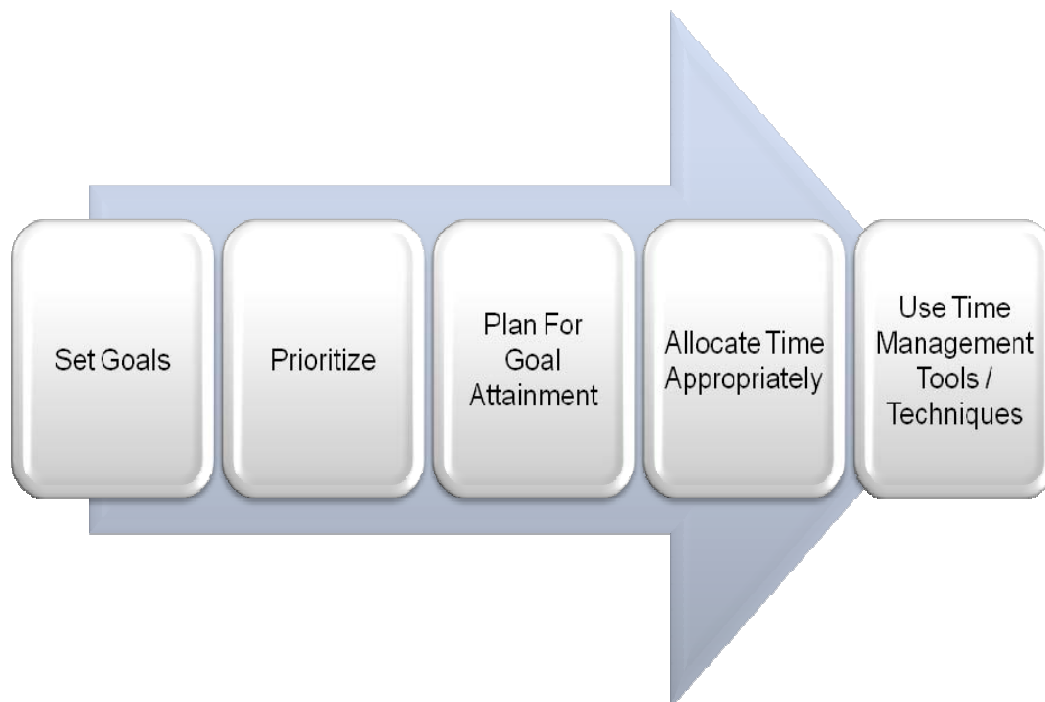 Set Goals
Prioritize
Plan For
Goal
Attainment
Allocate Time
Appropriately
Use Time
Management
Tools /
Techniques